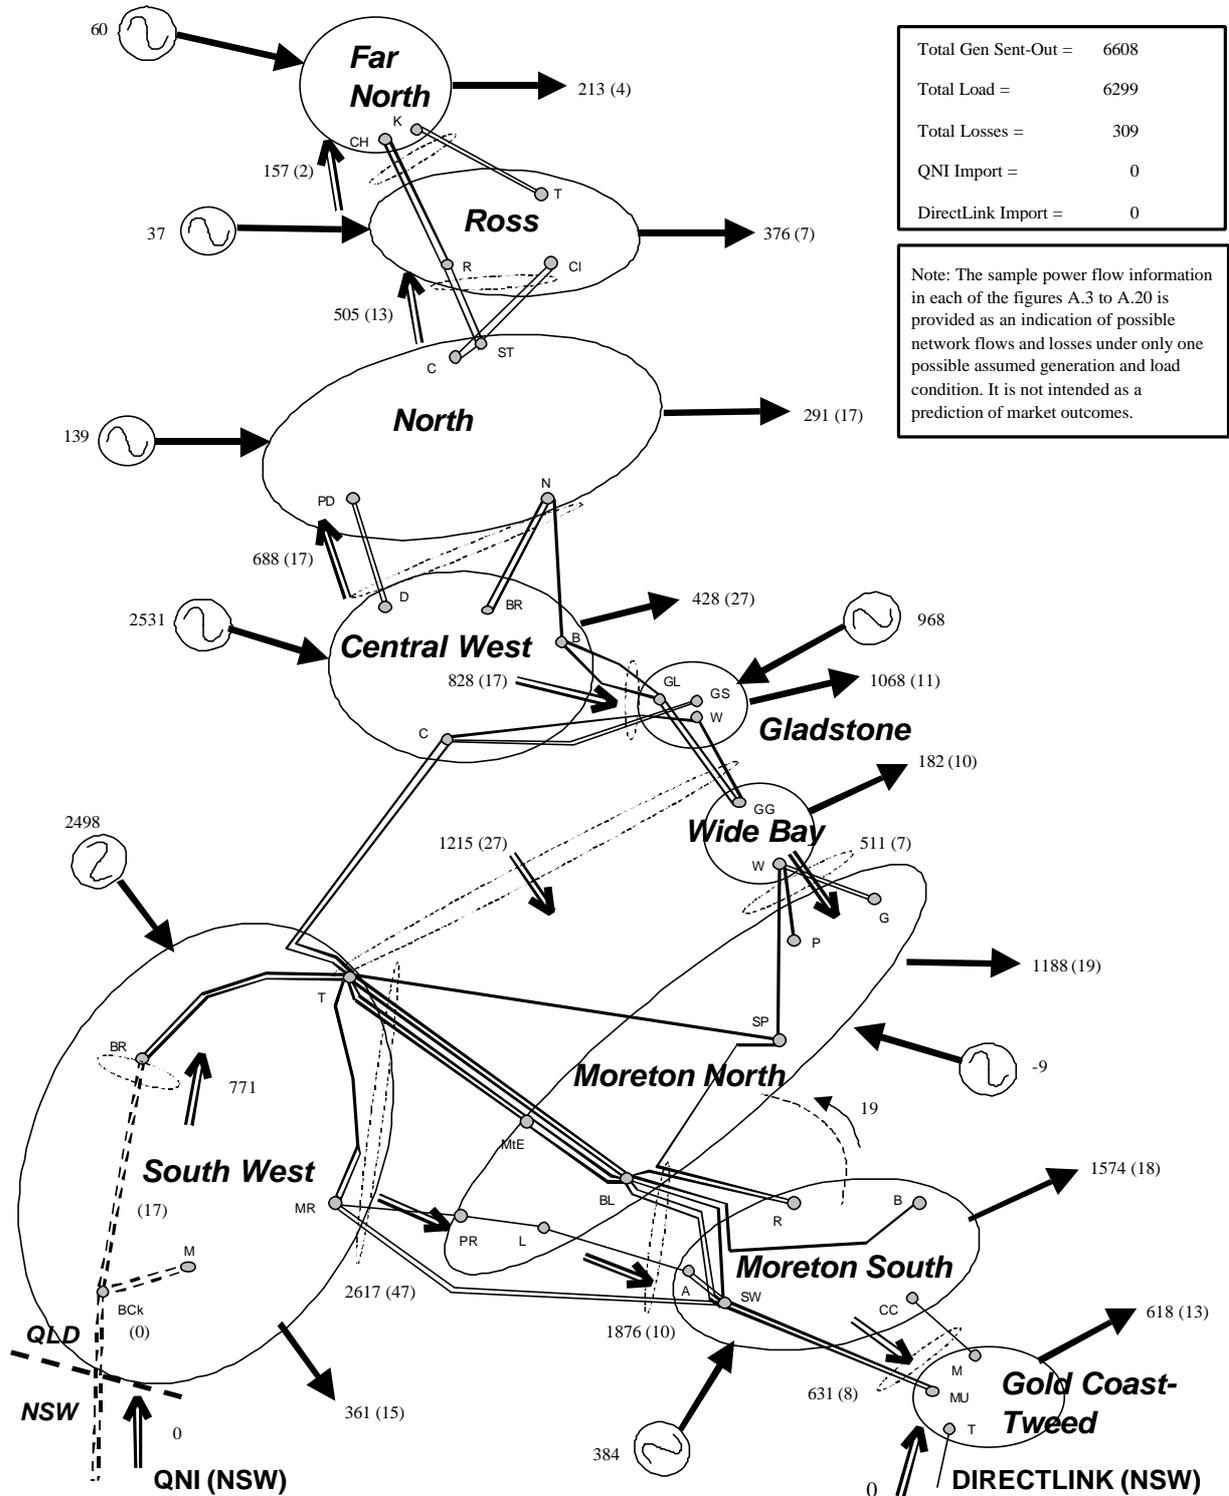 60
Far
North
213 (4)
K
CH
157 (2)
T
37
Ross
376 (7)
R
CI
505 (13)
ST
C
North
139
291 (17)
PD
N
688 (17)
D
BR
428 (27)
2531
B
968
Central West
828 (17)
GL
GS
1068 (11)
W
C
Gladstone
182 (10)
GG
2498
Wide Bay
1215 (27)
511 (7)
W
G
P
1188 (19)
T
SP
BR
Moreton North
-9
771
19
MtE
South West
1574 (18)
BL
(17)
MR
R
B
PR
L
M
Moreton South
2617 (47)
A
SW
BCk
CC
(0)
1876 (10)
618 (13)
QLD
M
631 (8)
MU
Gold Coast-
Tweed
NSW
361 (15)
T
0
384
QNI (NSW)
0
DIRECTLINK (NSW)
Total Gen Sent-Out = 6608
Total Load = 6299
Total Losses = 309
QNI Import = 0
DirectLink Import = 0
Note: The sample power flow information
in each of the figures A.3 to A.20 is
provided as an indication of possible
network flows and losses under only one
possible assumed generation and load
condition. It is not intended as a
prediction of market outcomes.